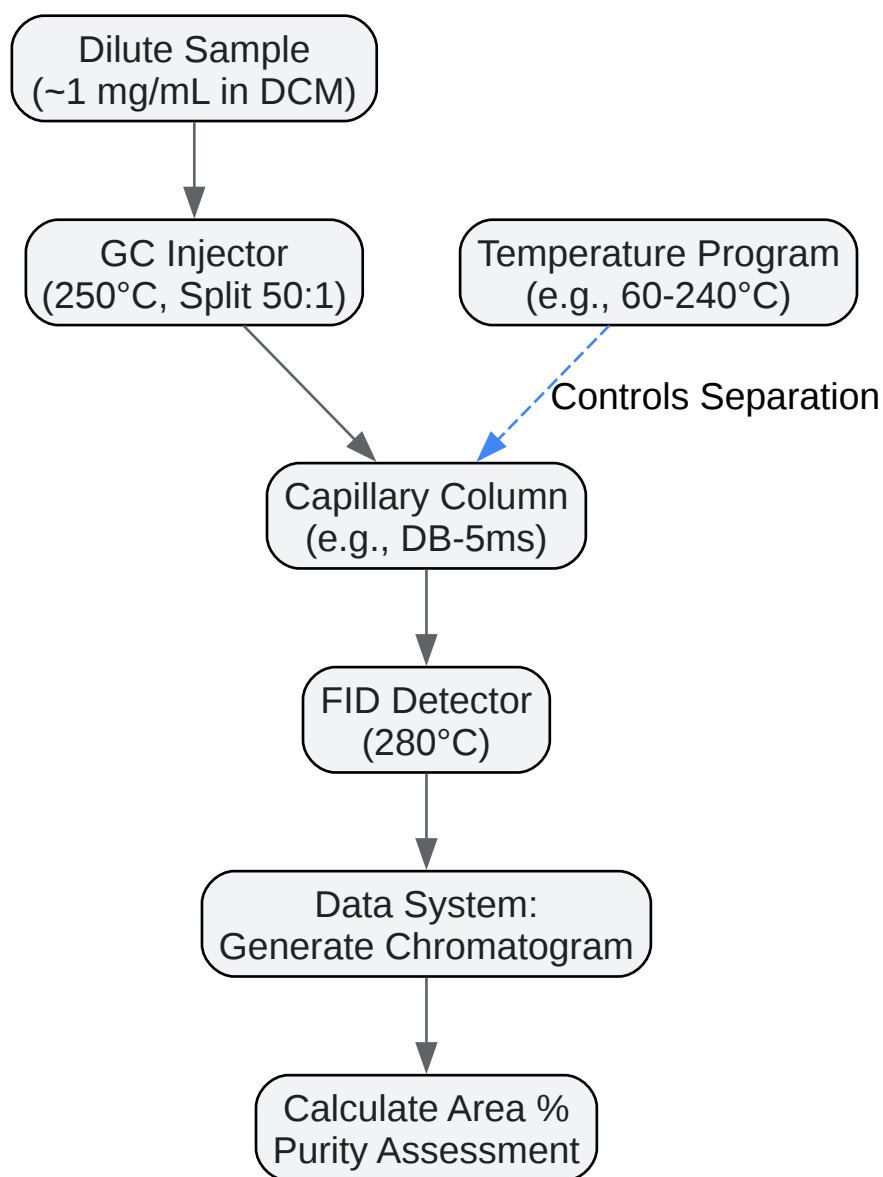 Dilute Sample
(~1 mg/mL in DCM)
GC Injector
(250°C, Split 50:1)
Temperature Program
(e.g., 60-240°C)
Controls Separation
Capillary Column
(e.g., DB-5ms)
FID Detector
(280°C)
Data System:
Generate Chromatogram
Calculate Area %
Purity Assessment